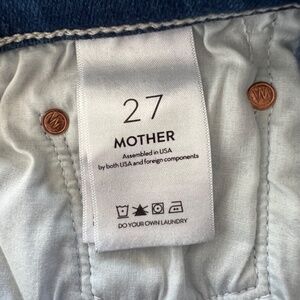 27
MOTHER
Assembled in USA
by both USA and foreign components
DO YOUR OWN LAUNDRY